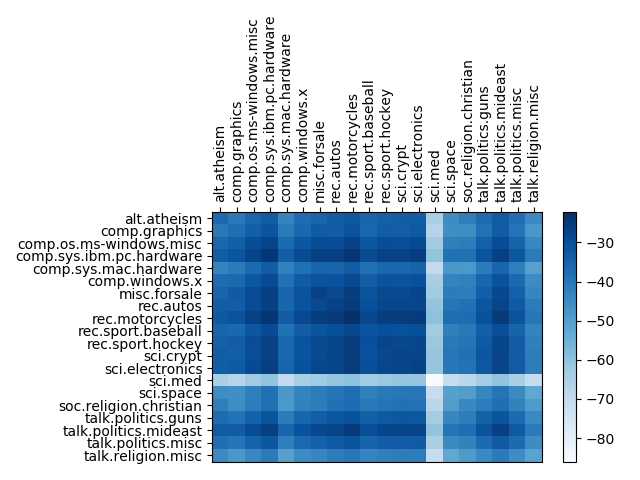 alt.atheism
comp.graphics
comp.os.ms-windows.misc
comp.sys.ibm.pc.hardware
comp.sys.mac.hardware
comp.windows.x
misc.forsale
rec.autos
rec.motorcycles
rec.sport.baseball
rec.sport.hockey
sci.crypt
sci.electronics
sci.med
sci.space
soc.religion.christian
talk.politics.guns
talk.politics.mideast
talk.politics.misc
talk.religion.misc
alt.atheism
comp.graphics
comp.os.ms-windows.misc
comp.sys.ibm.pc.hardware
comp.sys.mac.hardware
comp.windows.x
misc.forsale
rec.autos
rec.motorcycles
rec.sport.baseball
rec.sport.hockey
sci.crypt
sci.electronics
sci.med
sci.space
soc.religion.christian
talk.politics.guns
talk.politics.mideast
talk.politics.misc
talk.religion.misc
−30
−40
−50
−60
−70
−80